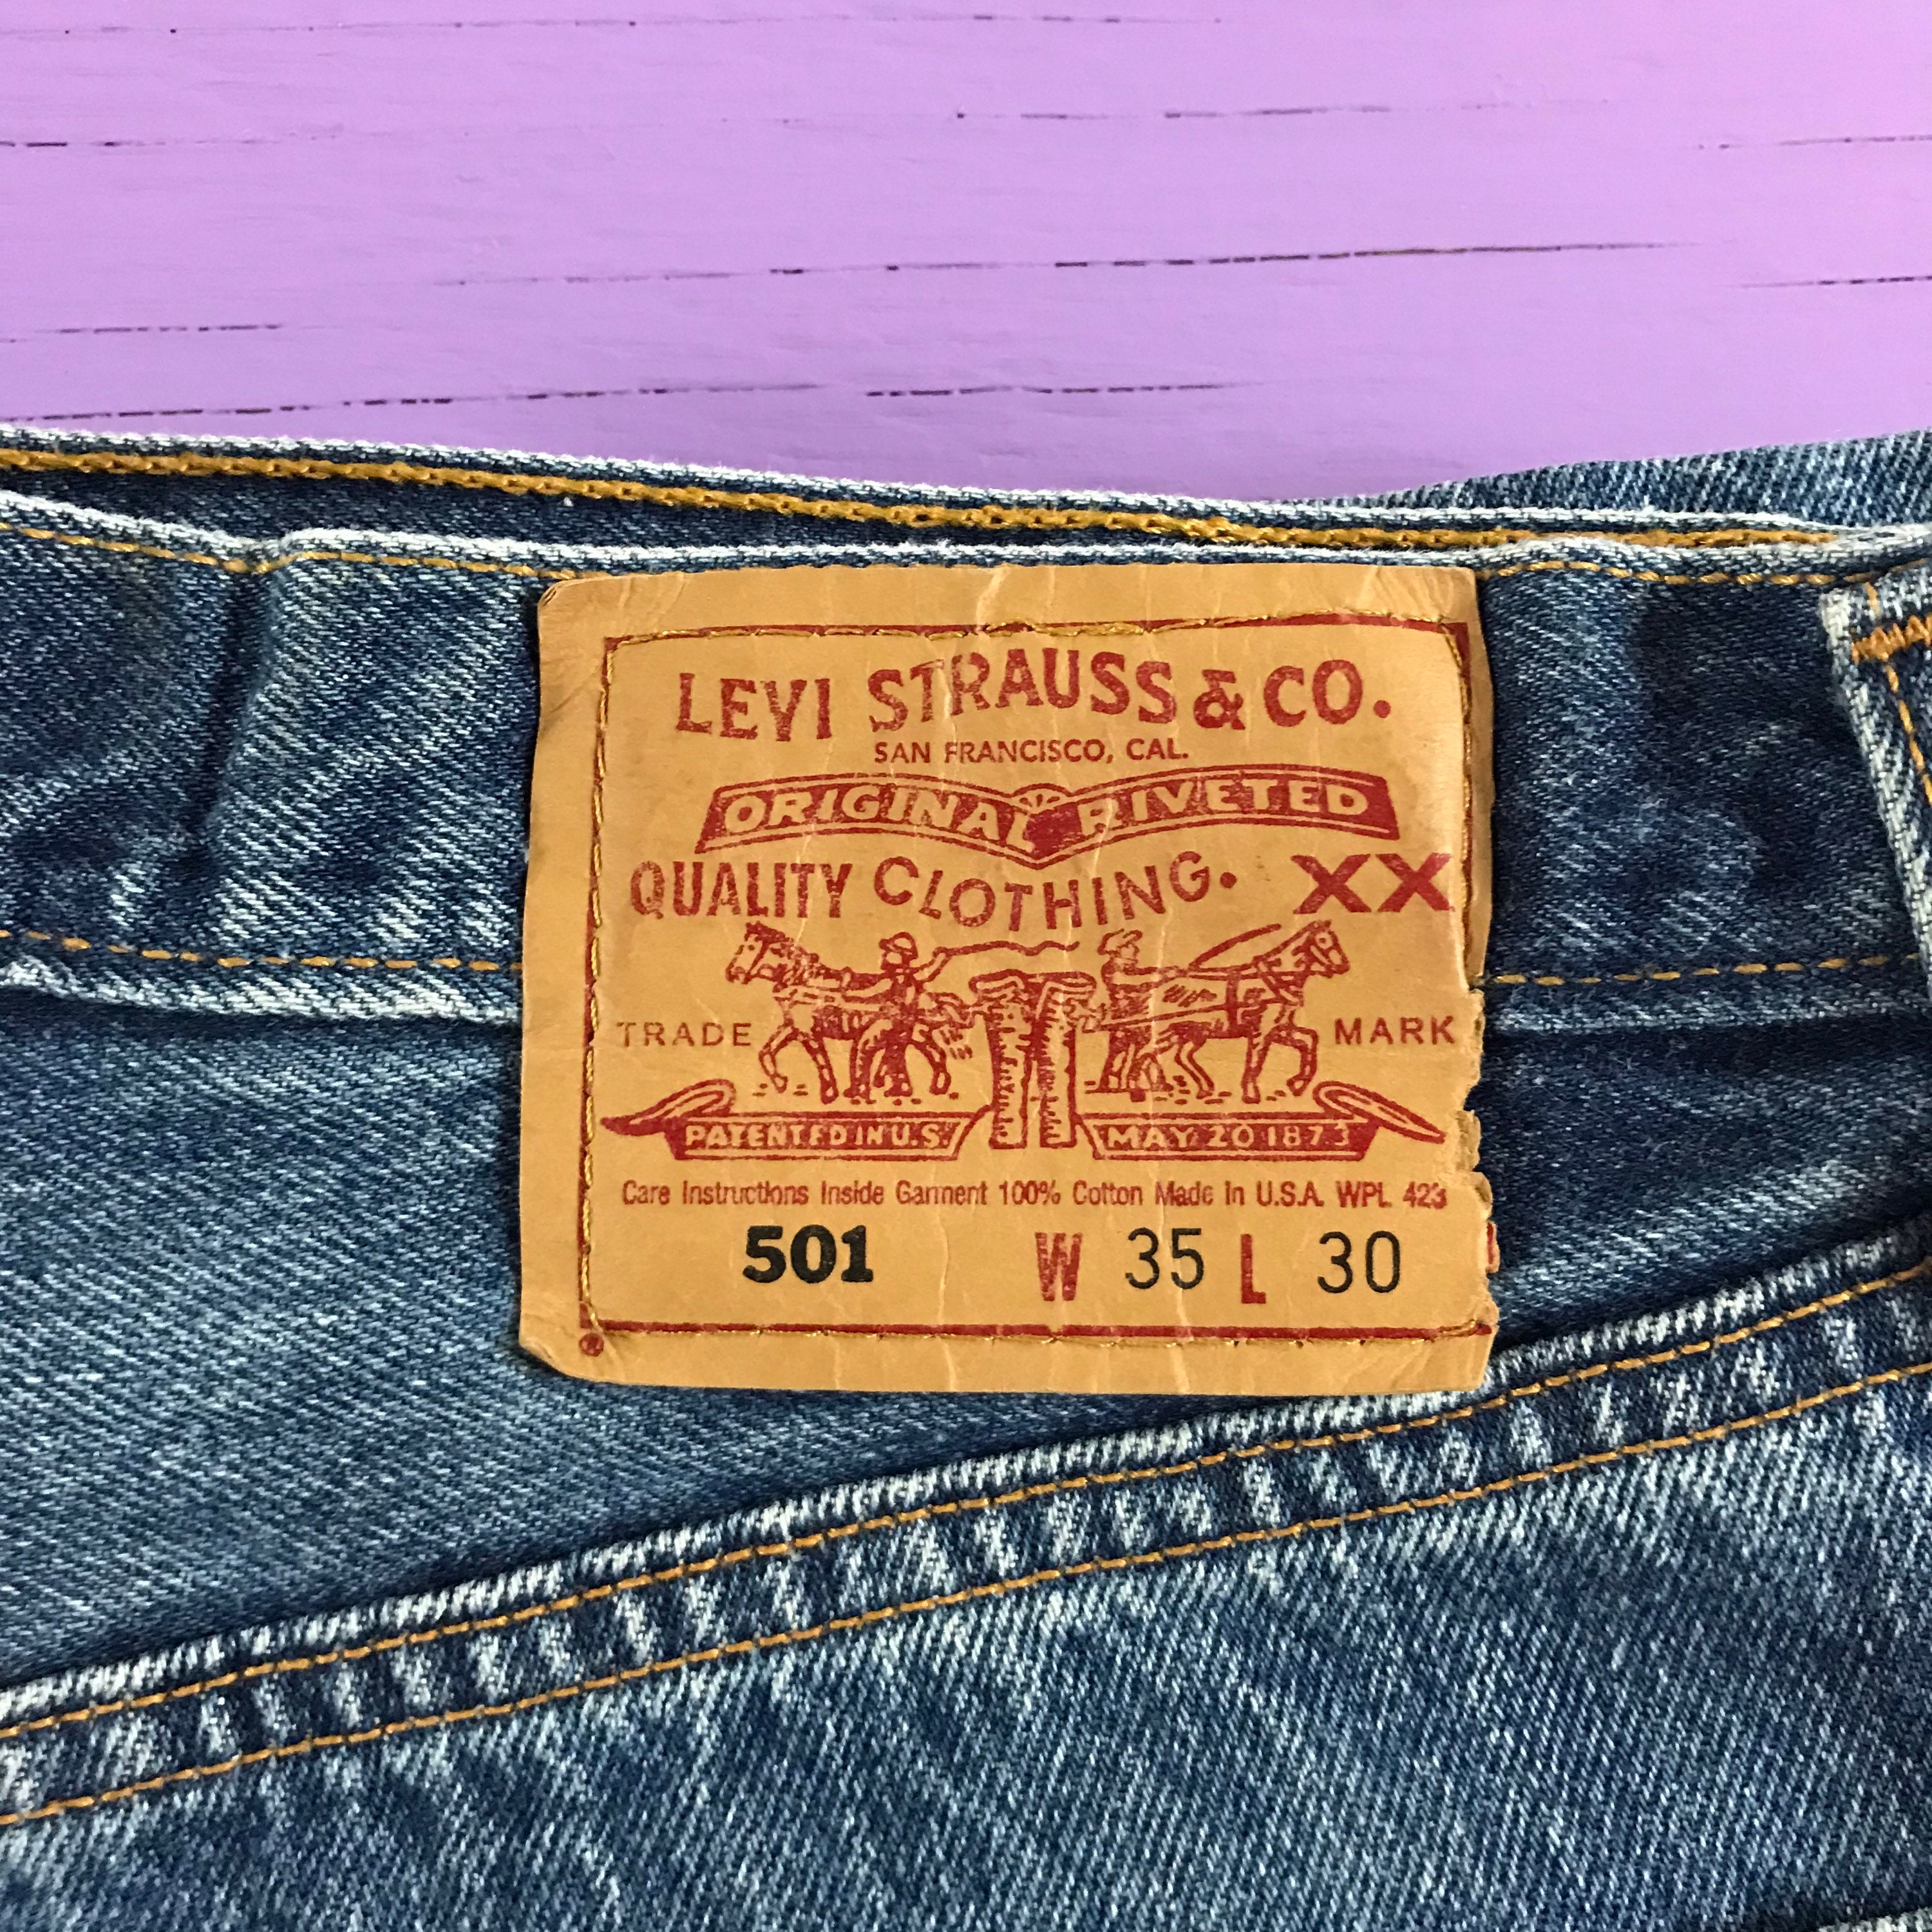 LEVI STRAUSS & CO.
SAN FRANCISCO, CAL.
ORIGINAL RIVETED
QUALITY CLOTHING. XX
TRADE MARK
PATENTED IN U.S. MAY 20 1873
Care Instructions Inside Garment 100% Cotton Made in U.S.A. WPL 423
501 W 35 L 30
®